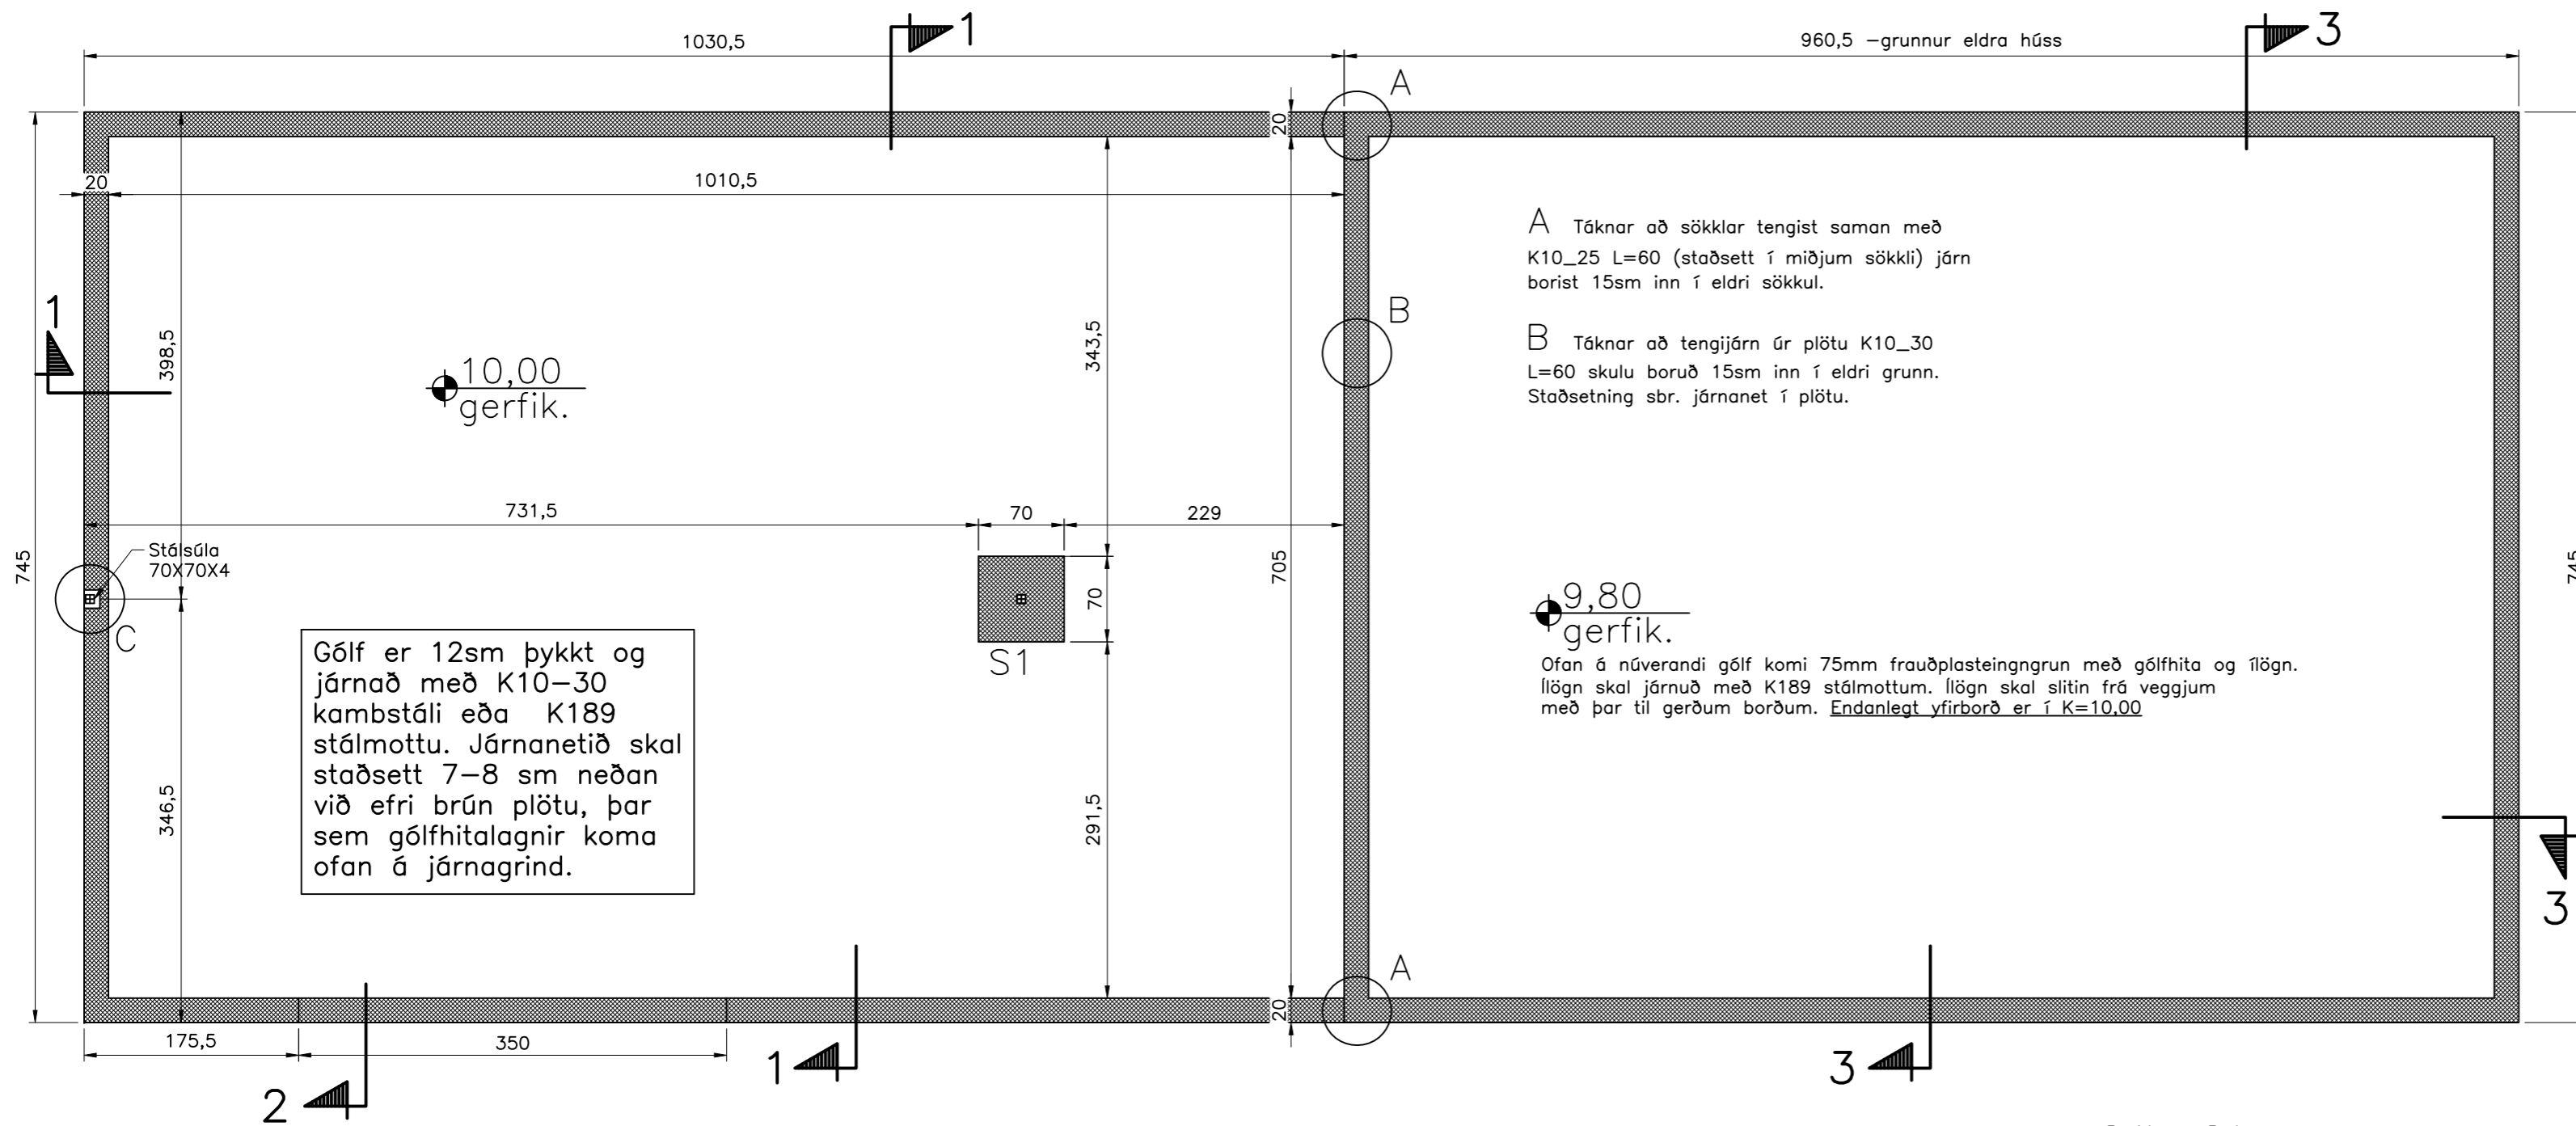 1030,5
1
960,5 –grunnur eldra húss
3
A
20
20
1010,5
A Táknar að sökklar tengist saman með
K10_25 L=60 (staðsett í miðjum sökkli) járn
borist 15sm inn í eldri sökkul.
1
398,5
343,5
B
B Táknar að tengijárn úr plötu K10_30
L=60 skulu boruð 15sm inn í eldri grunn.
Staðsetning sbr. járnanet í plötu.
10,00
gerfik.
731,5
70
229
745
Stálsúla
70X70X4
C
70
S1
705
745
9,80
gerfik.
Ofan á núverandi gólf komi 75mm frauðplasteingngrun með gólfhita og ílögn.
Ílögn skal járnuð með K189 stálmottum. Ílögn skal slitin frá veggjum
með þar til gerðum borðum. Endanlegt yfirborð er í K=10,00
Gólf er 12sm þykkt og
járnað með K10–30
kambstáli eða K189
stálmottu. Járnanetið skal
staðsett 7–8 sm neðan
við efri brún plötu, þar
sem gólfhitalagnir koma
ofan á járnagrind.
346,5
291,5
3
A
20
175,5
350
1
3
2